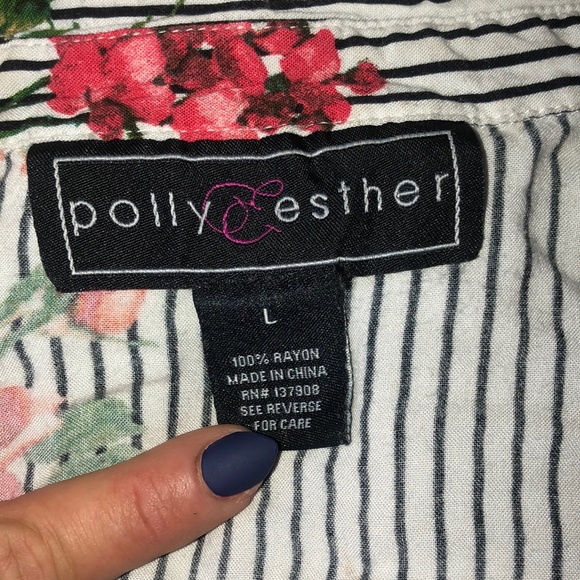 polly & esther
L
100% RAYON
MADE IN CHINA
RN# 137908
SEE REVERSE
FOR CARE